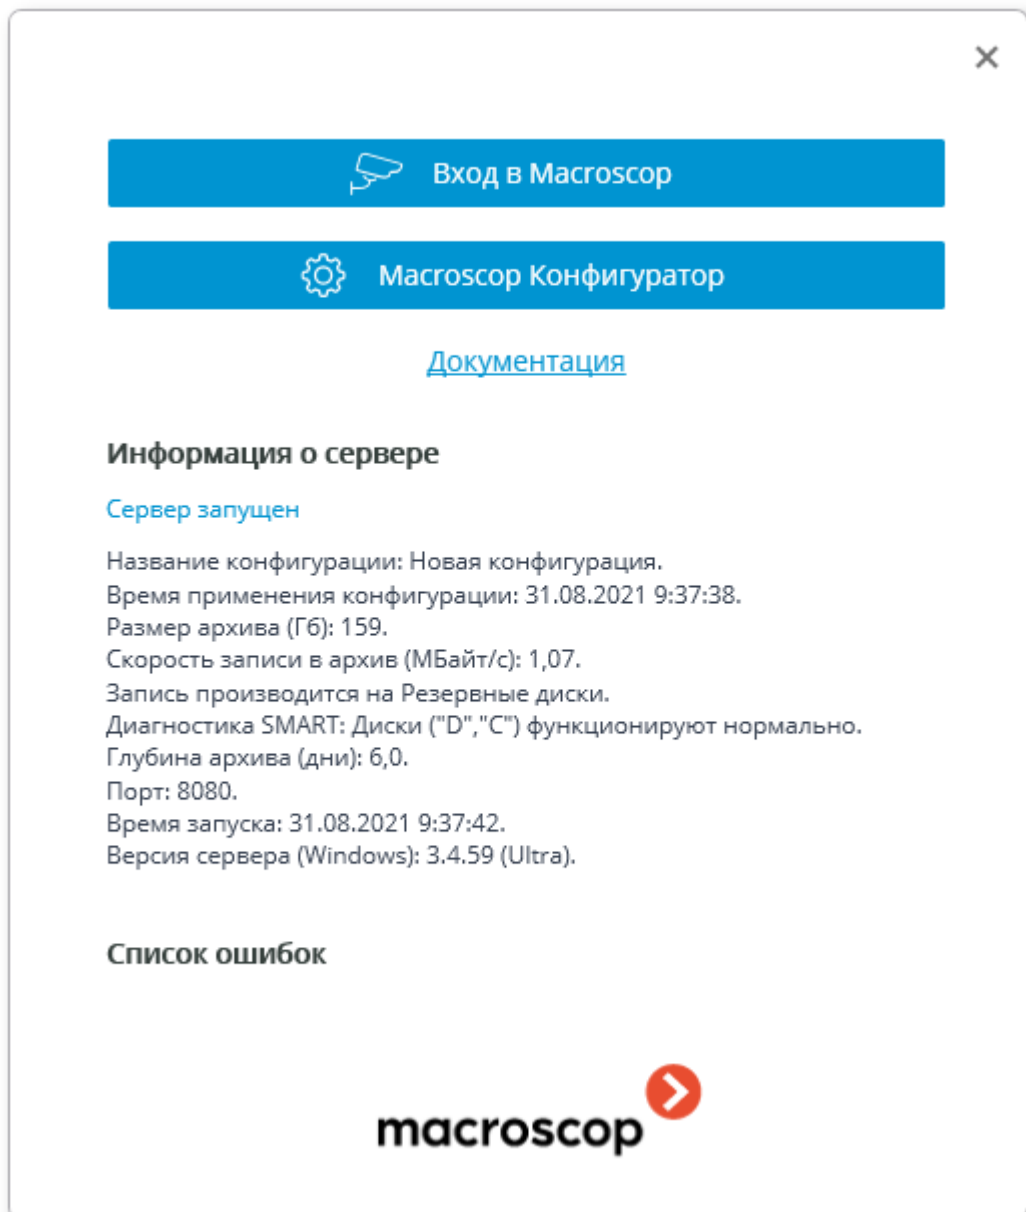 Вход в Macroscop
Macroscop Конфигуратор
Документация
Информация о сервере
Сервер запущен
Название конфигурации: Новая конфигурация.
Время применения конфигурации: 31.08.2021 9:37:38.
Размер архива (Гб): 159.
Скорость записи в архив (МБайт/с): 1,07.
Запись производится на Резервные диски.
Диагностика SMART: Диски ("D","C") функционируют нормально.
Глубина архива (дни): 6,0.
Порт: 8080.
Время запуска: 31.08.2021 9:37:42.
Версия сервера (Windows): 3.4.59 (Ultra).
Список ошибок
macroscop